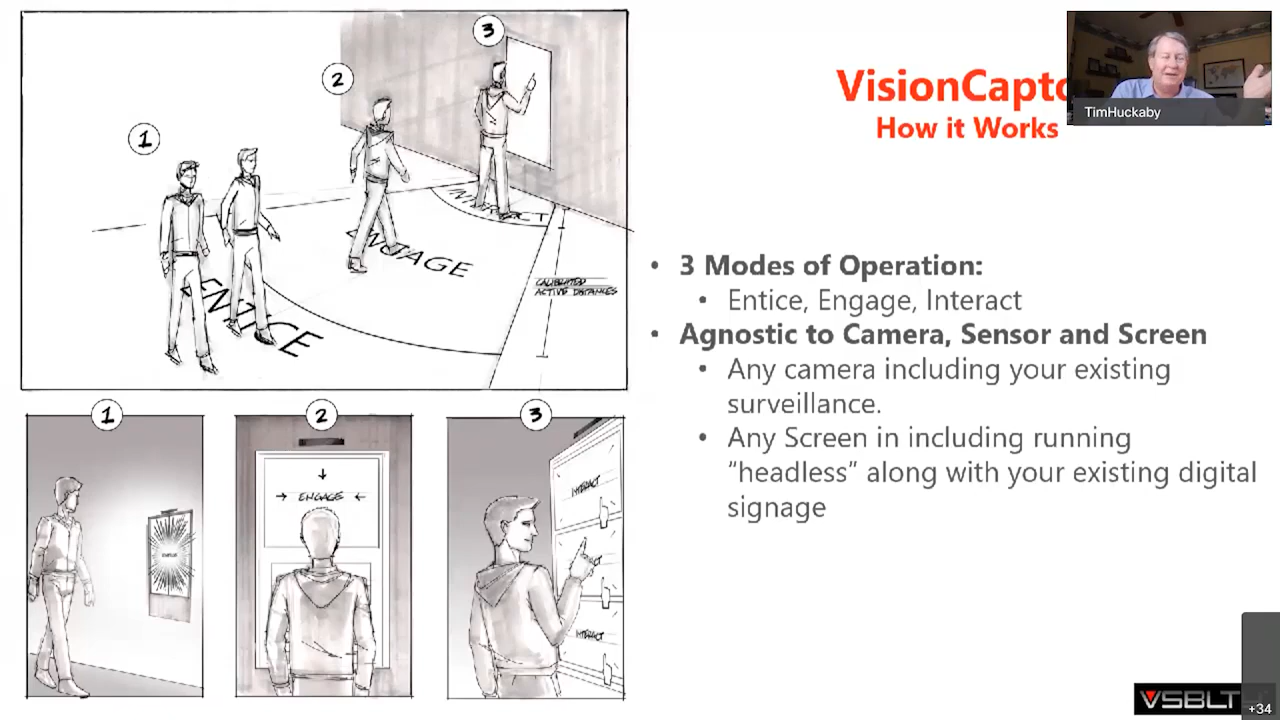 1
2
3
ENTICE
ENGAGE
INTERACT
CALIBRATED
ACTIVE DISTANCES
1
2
3
→ ENGAGE ←
INTERACT
INTERACT
VisionCapto
How it Works
TimHuckaby
• 3 Modes of Operation:
• Entice, Engage, Interact
• Agnostic to Camera, Sensor and Screen
• Any camera including your existing
surveillance.
• Any Screen in including running
“headless” along with your existing digital
signage
VSBLTY
+34